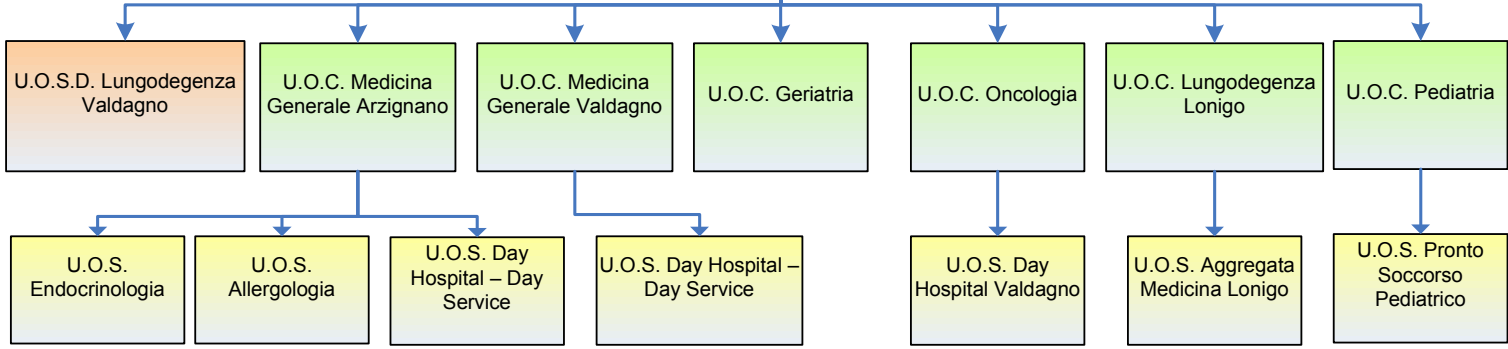 U.O.S.D. Lungodegenza
Valdagno
U.O.C. Medicina
Generale Arzignano
U.O.C. Medicina
Generale Valdagno
U.O.C. Geriatria
U.O.C. Oncologia
U.O.C. Lungodegenza
Lonigo
U.O.C. Pediatria
U.O.S.
Endocrinologia
U.O.S.
Allergologia
U.O.S. Day
Hospital – Day
Service
U.O.S. Day Hospital –
Day Service
U.O.S. Day
Hospital Valdagno
U.O.S. Aggregata
Medicina Lonigo
U.O.S. Pronto
Soccorso
Pediatrico